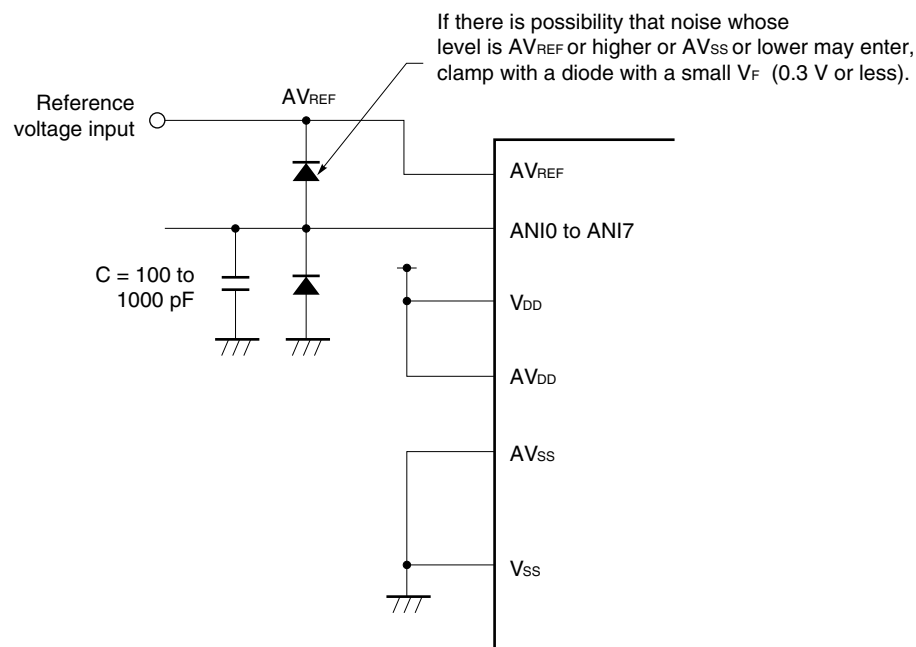 If there is possibility that noise whose
level is AVREF or higher or AVSS or lower may enter,
clamp with a diode with a small VF (0.3 V or less).
Reference
voltage input
AVREF
AVREF
ANI0 to ANI7
C = 100 to
1000 pF
VDD
AVDD
AVSS
VSS